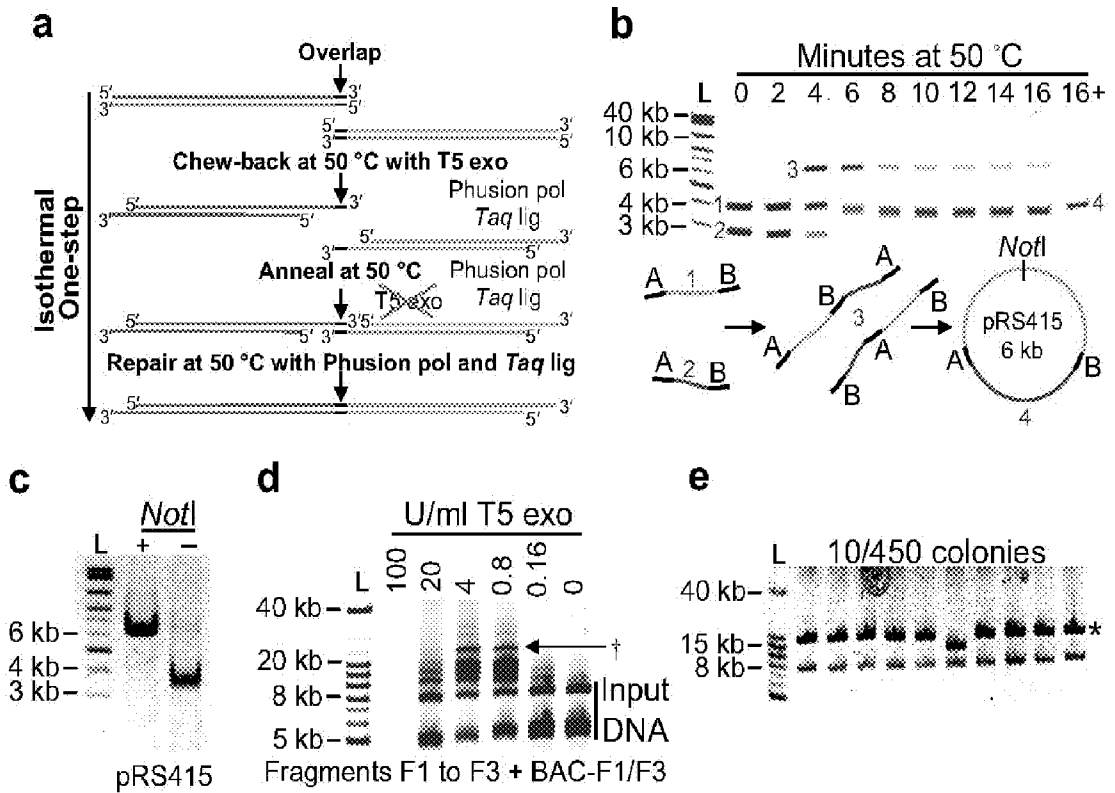 a
Overlap
5′
3′
3′
5′
3′
3′
Chew-back at 50 °C with T5 exo
5′
3′
3′
5′
Phusion pol
Taq lig
5′
3′
3′
5′
Anneal at 50 °C
Phusion pol
Taq lig
T5 exo
5′
3′5′
3′
3′
5′ 3′
5′
Repair at 50 °C with Phusion pol and Taq lig
5′
3′
3′
5′
Isothermal
One-step
b
Minutes at 50 °C
L 0 2 4 6 8 10 12 14 16 16+
40 kb
10 kb
6 kb
4 kb
3 kb
3
1
2
4
A 1 B
A 2 B
A
B
3
A
B
A
B
NotI
pRS415
6 kb
A
B
4
c
NotI
L + –
6 kb
4 kb
3 kb
pRS415
d
U/ml T5 exo
L 100 20 4 0.8 0.16 0
40 kb
20 kb
8 kb
5 kb
†
Input
DNA
Fragments F1 to F3 + BAC-F1/F3
e
L 10/450 colonies
40 kb
15 kb
8 kb
*